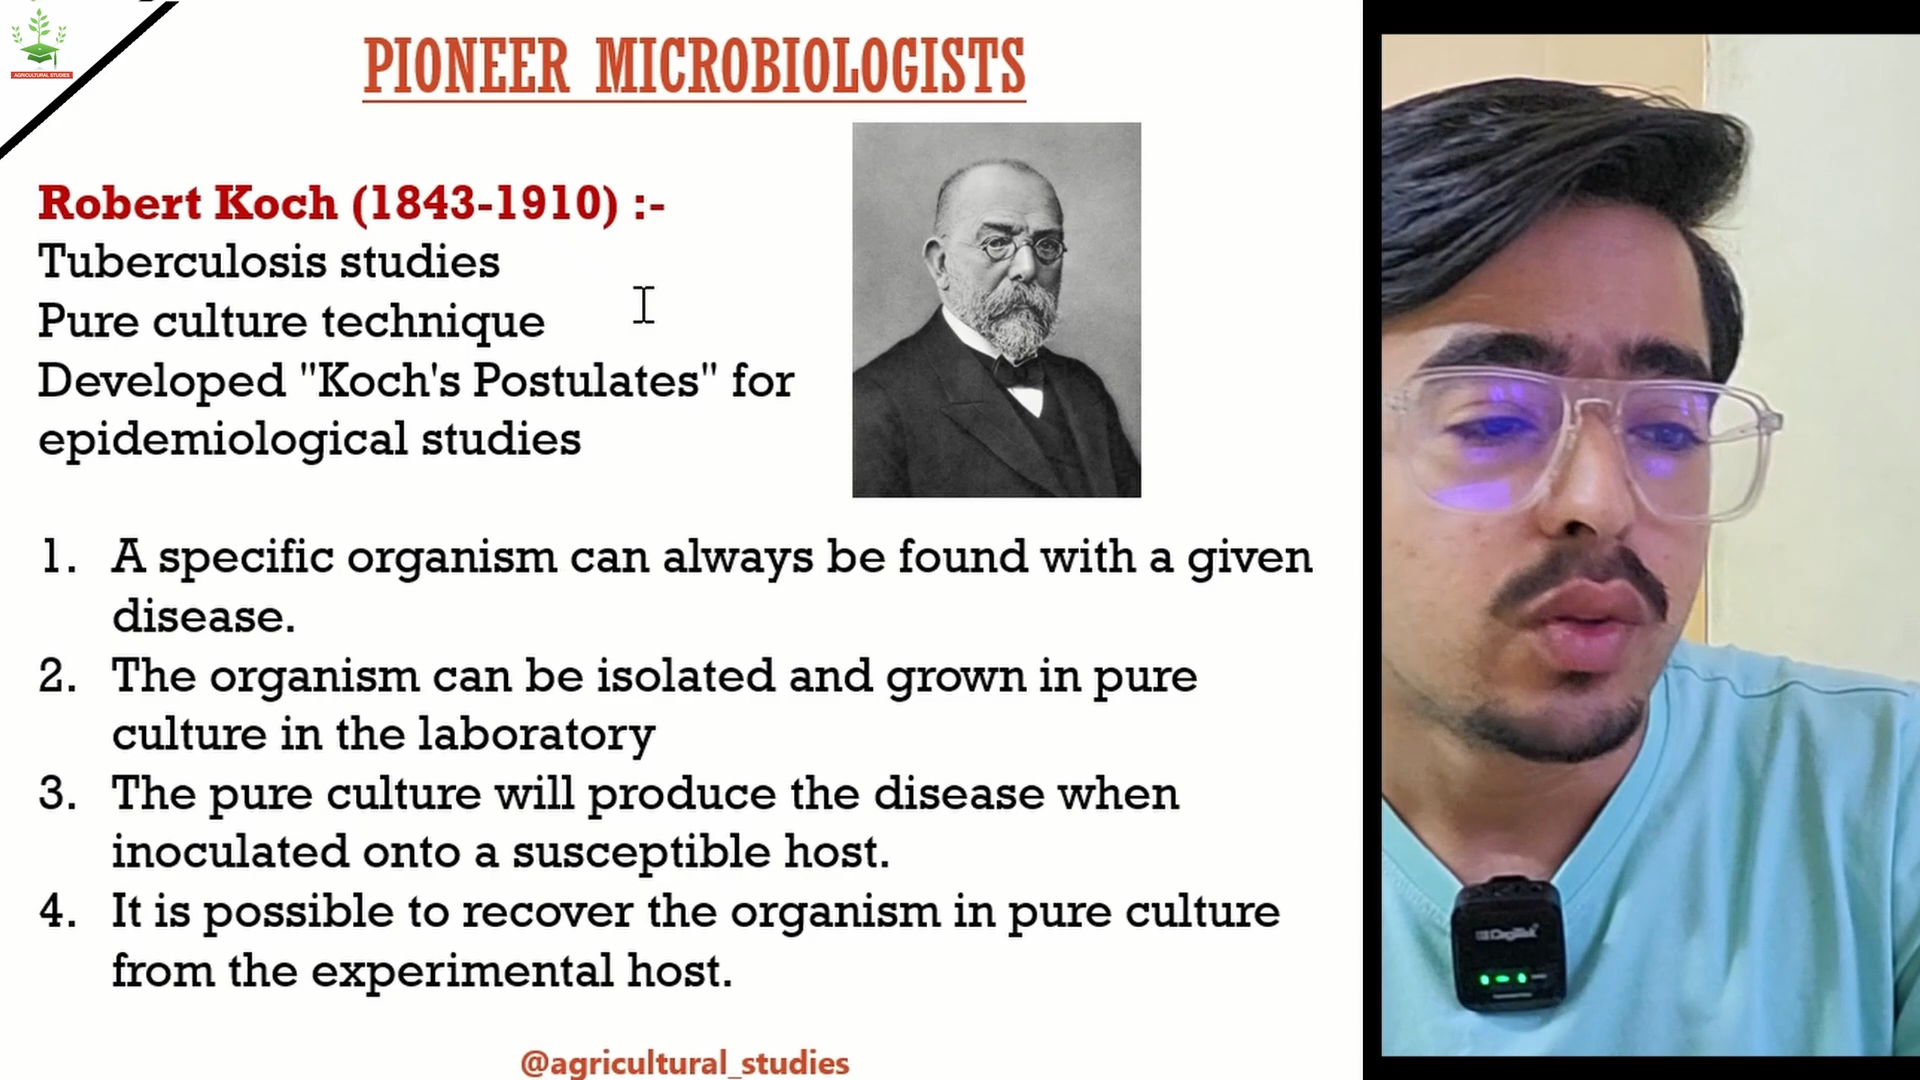 PIONEER MICROBIOLOGISTS
AGRICULTURAL STUDIES
Robert Koch (1843-1910) :-
Tuberculosis studies
Pure culture technique
Developed "Koch's Postulates" for
epidemiological studies
1. A specific organism can always be found with a given
disease.
2. The organism can be isolated and grown in pure
culture in the laboratory
3. The pure culture will produce the disease when
inoculated onto a susceptible host.
4. It is possible to recover the organism in pure culture
from the experimental host.
@agricultural_studies